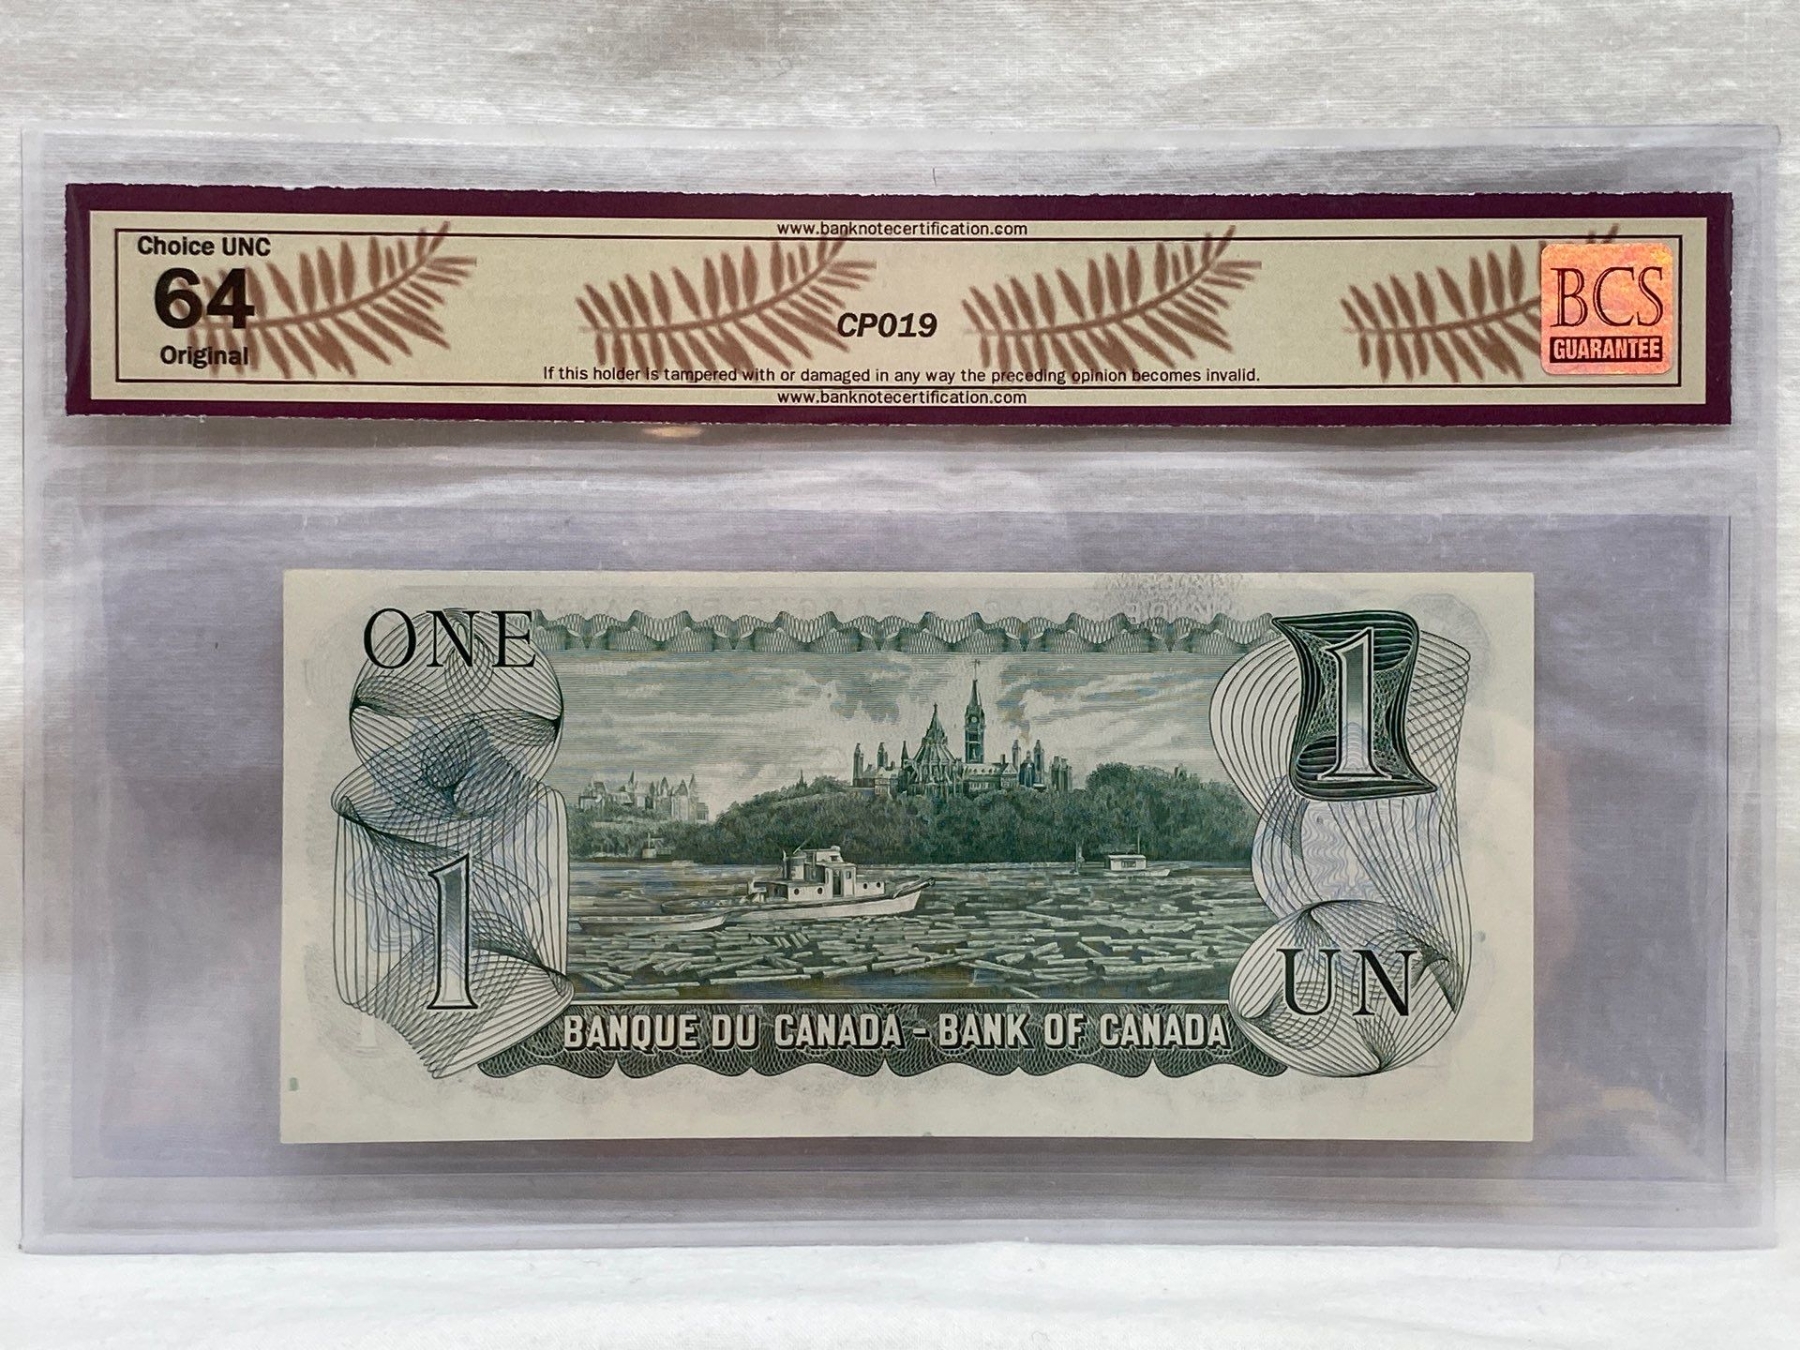 www.banknotecertification.com
Choice UNC
64
Original
CP019
BCS
GUARANTEE
If this holder is tampered with or damaged in any way the preceding opinion becomes invalid.
www.banknotecertification.com
ONE
1
1
UN
BANQUE DU CANADA - BANK OF CANADA